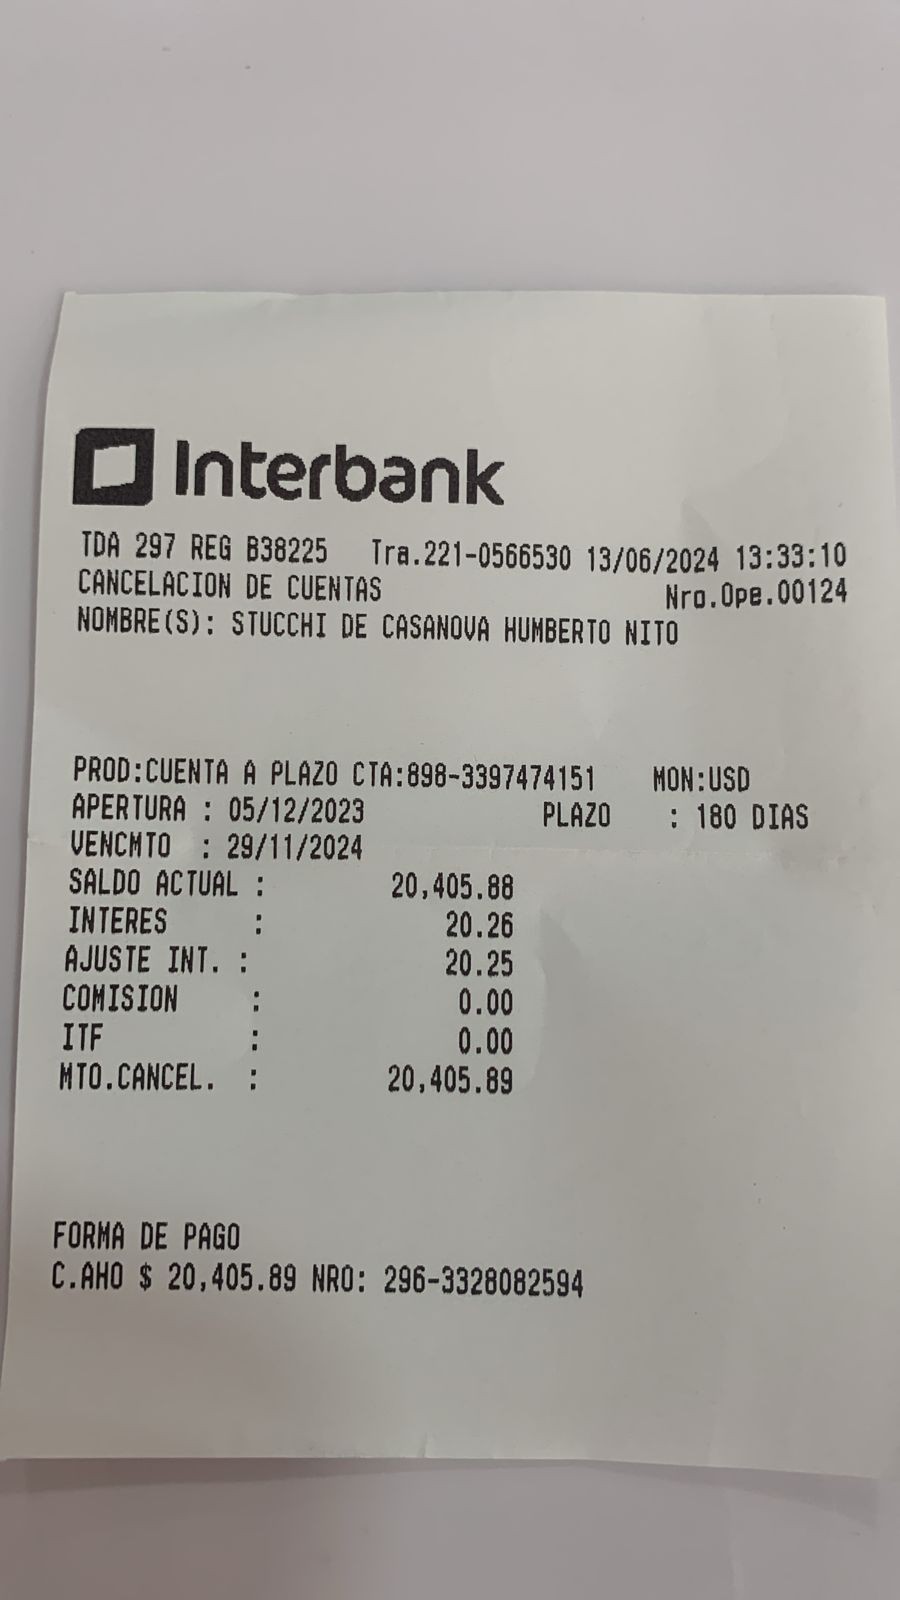 Interbank
TDA 297 REG B38225 Tra.221-0566530 13/06/2024 13:33:10
CANCELACION DE CUENTAS Nro.Ope.00124
NOMBRE(S): STUCCHI DE CASANOVA HUMBERTO NITO
PROD:CUENTA A PLAZO CTA:898-3397474151 MON:USD
APERTURA : 05/12/2023 PLAZO : 180 DIAS
VENCMTO : 29/11/2024
SALDO ACTUAL : 20,405.88
INTERES : 20.26
AJUSTE INT. : 20.25
COMISION : 0.00
ITF : 0.00
MTO.CANCEL. : 20,405.89
FORMA DE PAGO
C.AHO $ 20,405.89 NRO: 296-3328082594